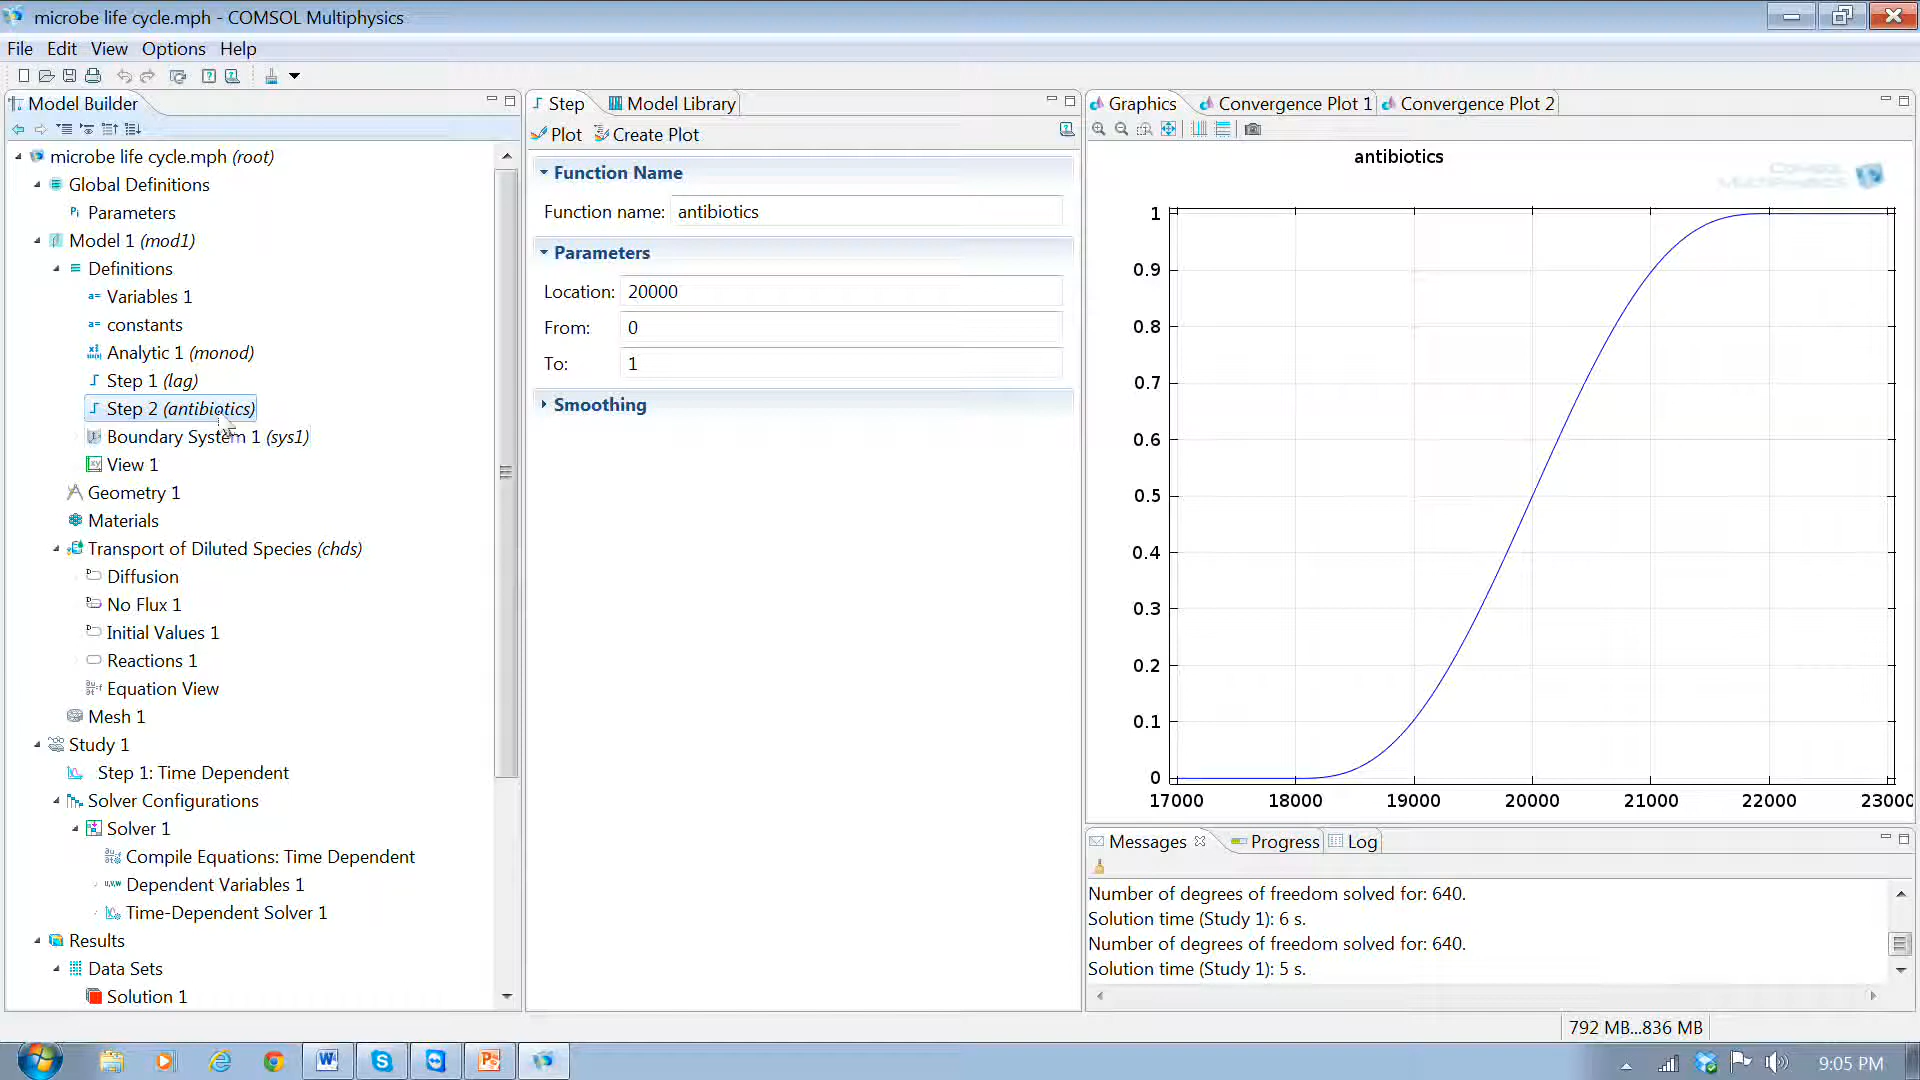 microbe life cycle.mph - COMSOL Multiphysics
File Edit View Options Help
Model Builder
microbe life cycle.mph (root)
Global Definitions
Pi Parameters
Model 1 (mod1)
Definitions
a= Variables 1
a= constants
Analytic 1 (monod)
Step 1 (lag)
Step 2 (antibiotics)
Boundary System 1 (sys1)
View 1
Geometry 1
Materials
Transport of Diluted Species (chds)
Diffusion
No Flux 1
Initial Values 1
Reactions 1
Equation View
Mesh 1
Study 1
Step 1: Time Dependent
Solver Configurations
Solver 1
Compile Equations: Time Dependent
Dependent Variables 1
Time-Dependent Solver 1
Results
Data Sets
Solution 1
Step Model Library
Plot Create Plot
Function Name
Function name: antibiotics
Parameters
Location: 20000
From: 0
To: 1
Smoothing
Graphics Convergence Plot 1 Convergence Plot 2
antibiotics
COMSOL
MULTIPHYSICS
1
0.9
0.8
0.7
0.6
0.5
0.4
0.3
0.2
0.1
0
17000 18000 19000 20000 21000 22000 23000
Messages Progress Log
Number of degrees of freedom solved for: 640.
Solution time (Study 1): 6 s.
Number of degrees of freedom solved for: 640.
Solution time (Study 1): 5 s.
792 MB...836 MB
9:05 PM